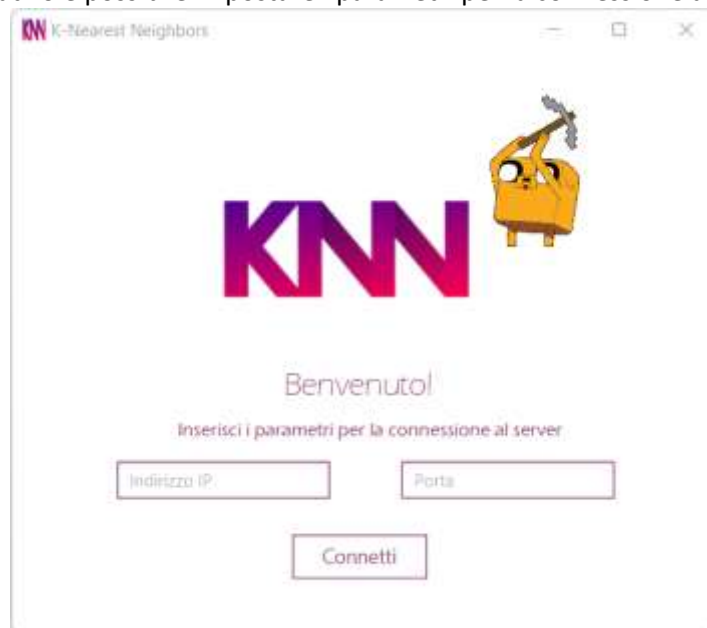 K-Nearest Neighbors
KNN
Benvenuto!
Inserisci i parametri per la connessione al server
Indirizzo IP
Porta
Connetti